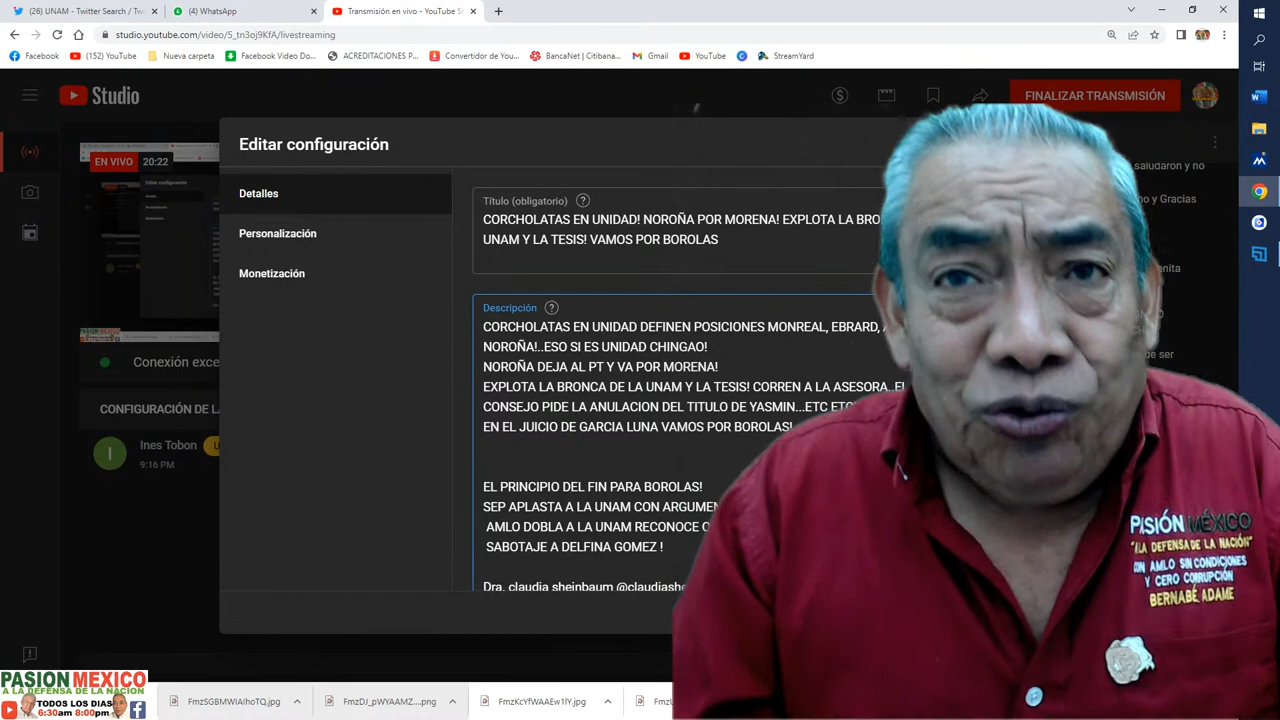 (26) UNAM - Twitter Search / Tw
(4) WhatsApp
Transmisión en vivo - YouTube S
studio.youtube.com/video/5_tn3oj9KfA/livestreaming
Facebook
(152) YouTube
Nueva carpeta
Facebook Video Do...
ACREDITACIONES P...
Convertidor de You...
BancaNet | Citibana...
Gmail
YouTube
StreamYard
Studio
FINALIZAR TRANSMISIÓN
EN VIVO 20:22
Editar configuración
saludaron y no
Detalles
Título (obligatorio)
o y Gracias
CORCHOLATAS EN UNIDAD! NOROÑA POR MORENA! EXPLOTA LA
Personalización
UNAM Y LA TESIS! VAMOS POR BOROLAS
Monetización
Descripción
CORCHOLATAS EN UNIDAD DEFINEN POSICIONES MONREAL, EBRARD,
NOROÑA!..ESO SI ES UNIDAD CHINGAO!
de ser
Conexión exce
NOROÑA DEJA AL PT Y VA POR MORENA!
EXPLOTA LA BRONCA DE LA UNAM Y LA TESIS! CORREN A LA ASESORA..
CONFIGURACIÓN DE LA
CONSEJO PIDE LA ANULACION DEL TITULO DE YASMIN...ETC
EN EL JUICIO DE GARCIA LUNA VAMOS POR BOROLAS!
I Ines Tobon
9:16 PM
EL PRINCIPIO DEL FIN PARA BOROLAS!
SEP APLASTA A LA UNAM CON
AMLO DOBLA A LA UNAM RECONOCE
SABOTAJE A DELFINA GOMEZ !
Dra. claudia sheinbaum @claudiashe
PASIÓN MÉXICO
"A LA DEFENSA DE LA NACIÓN"
CON AMLO SIN CONDICIONES
Y CERO CORRUPCIÓN
BERNABÉ ADAME
PASION MEXICO
A LA DEFENSA DE LA NACION
TODOS LOS DIAS
6:30am 8:00pm
FmzSGBMWIAIhoTQ.jpg
FmzDJ_pWYAAMZ....png
FmzKcYfWAAEw1lY.jpg